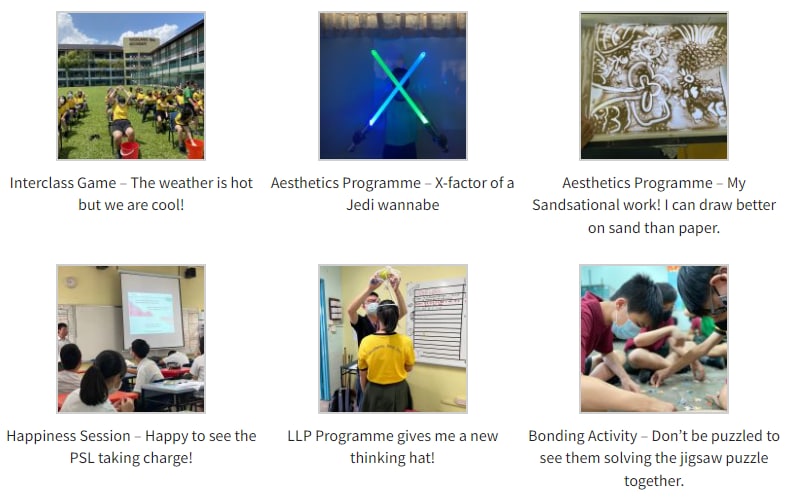 Interclass Game – The weather is hot
but we are cool!
Aesthetics Programme – X-factor of a
Jedi wannabe
Aesthetics Programme – My
Sandsational work! I can draw better
on sand than paper.
Happiness Session – Happy to see the
PSL taking charge!
LLP Programme gives me a new
thinking hat!
Bonding Activity – Don’t be puzzled to
see them solving the jigsaw puzzle
together.